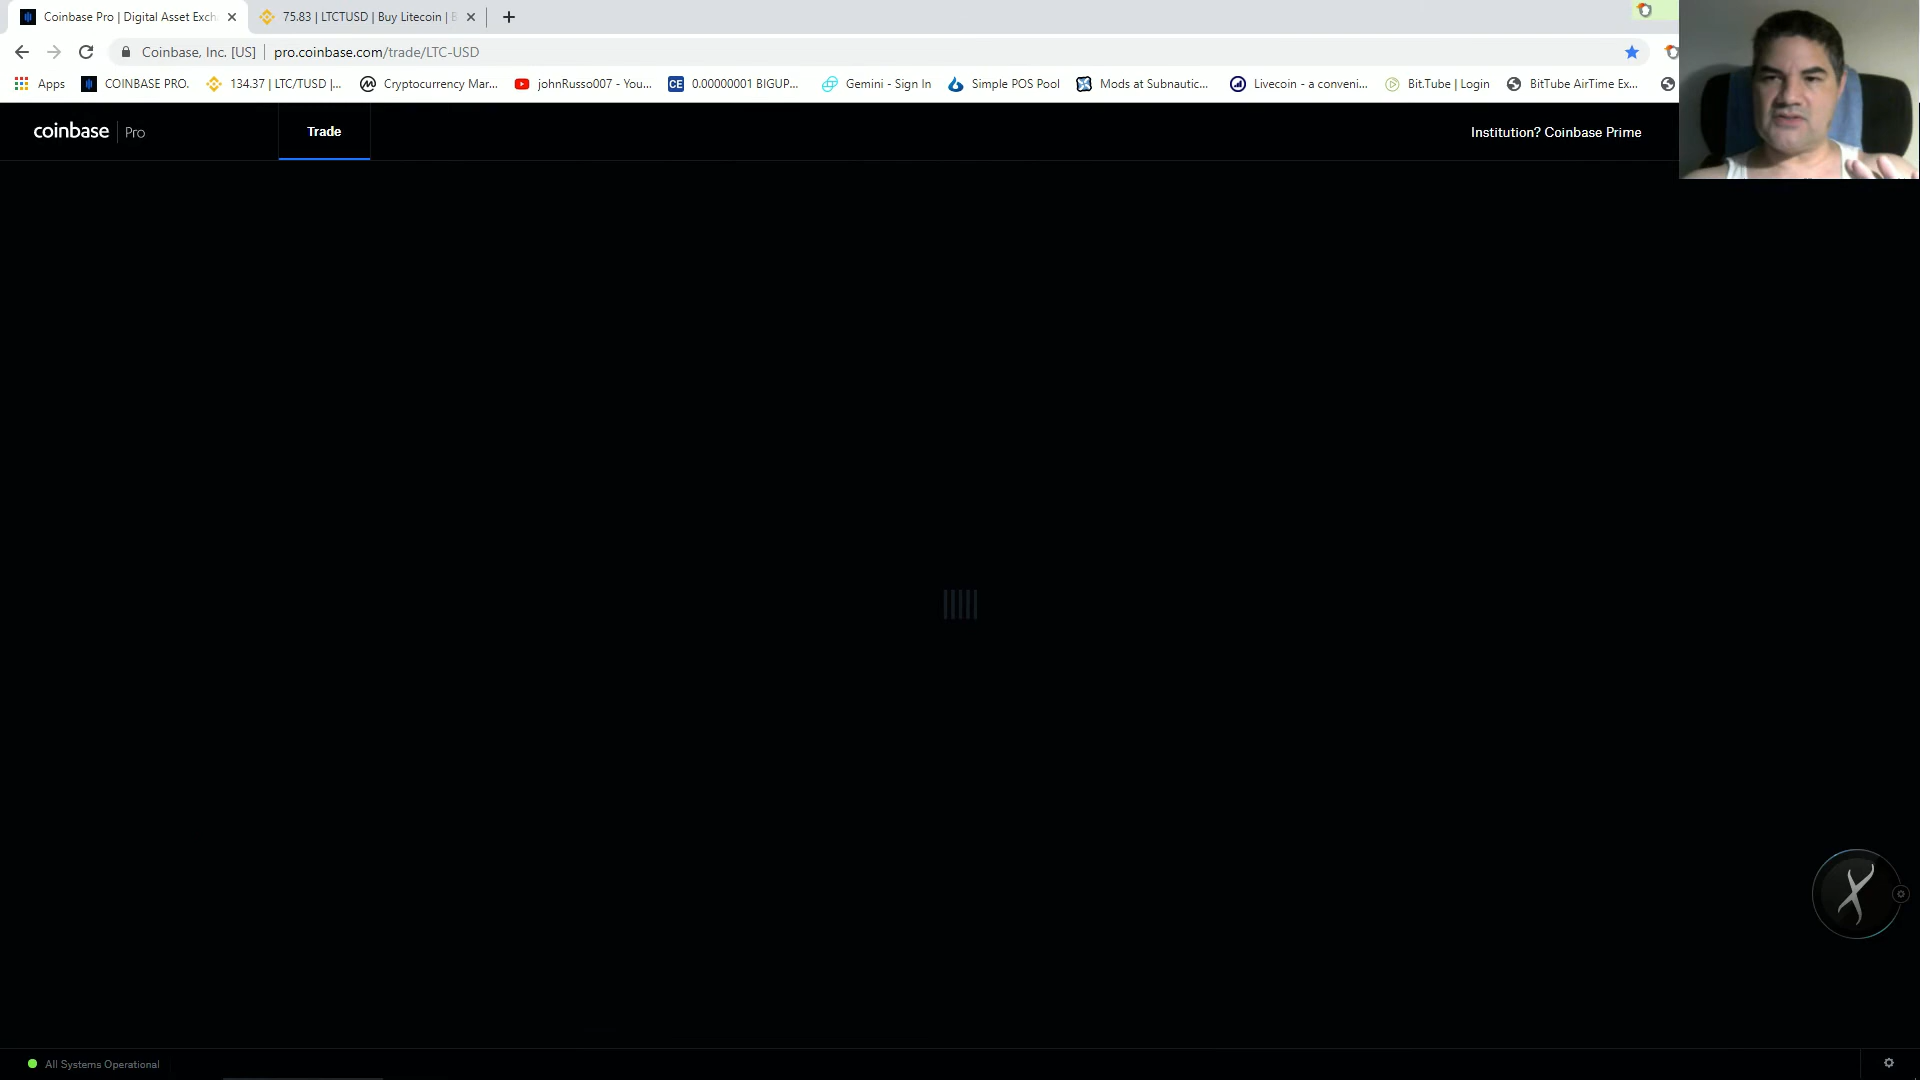 Coinbase Pro | Digital Asset Exch
75.83 | LTCTUSD | Buy Litecoin | B
Coinbase, Inc. [US] pro.coinbase.com/trade/LTC-USD
Apps COINBASE PRO. 134.37 | LTC/TUSD |... Cryptocurrency Mar... johnRusso007 - You... CE 0.00000001 BIGUP... Gemini - Sign In Simple POS Pool Mods at Subnautic... Livecoin - a conveni... Bit.Tube | Login BitTube AirTime Ex...
coinbase Pro Trade Institution? Coinbase Prime
All Systems Operational